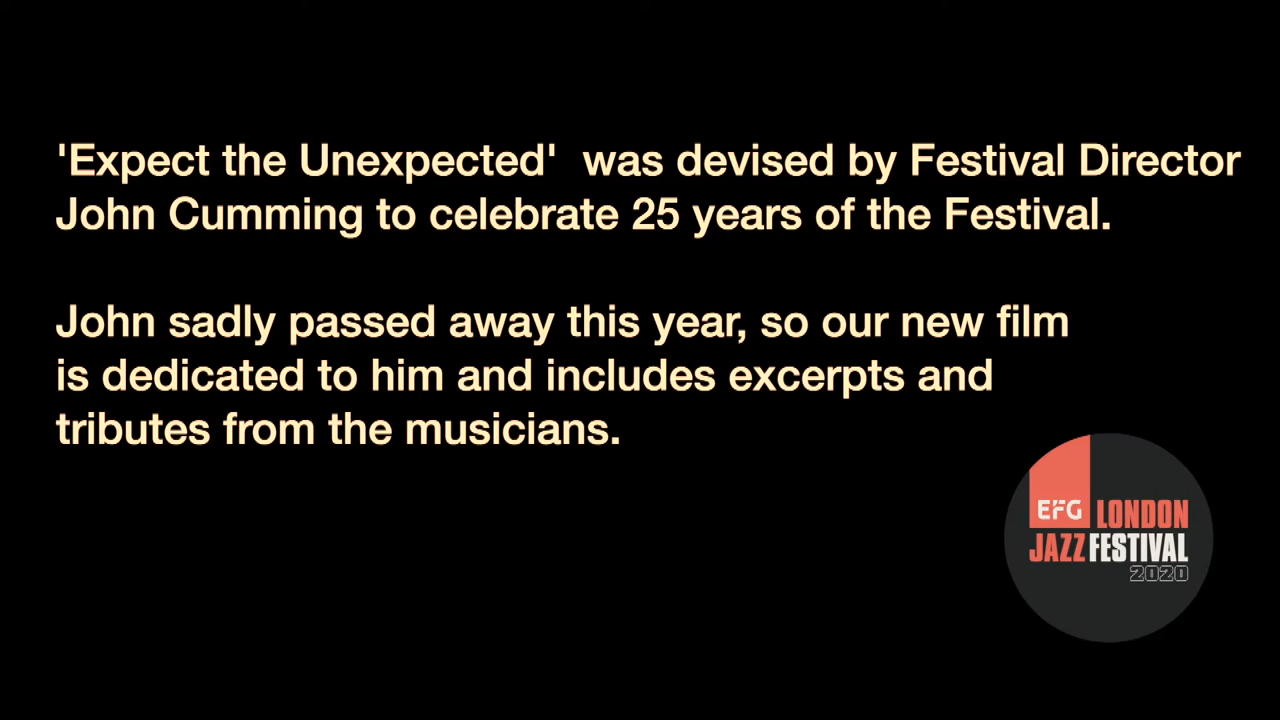 'Expect the Unexpected'  was devised by Festival Director
John Cumming to celebrate 25 years of the Festival.
John sadly passed away this year, so our new film
is dedicated to him and includes excerpts and
tributes from the musicians.
EFG LONDON
JAZZ FESTIVAL
2020